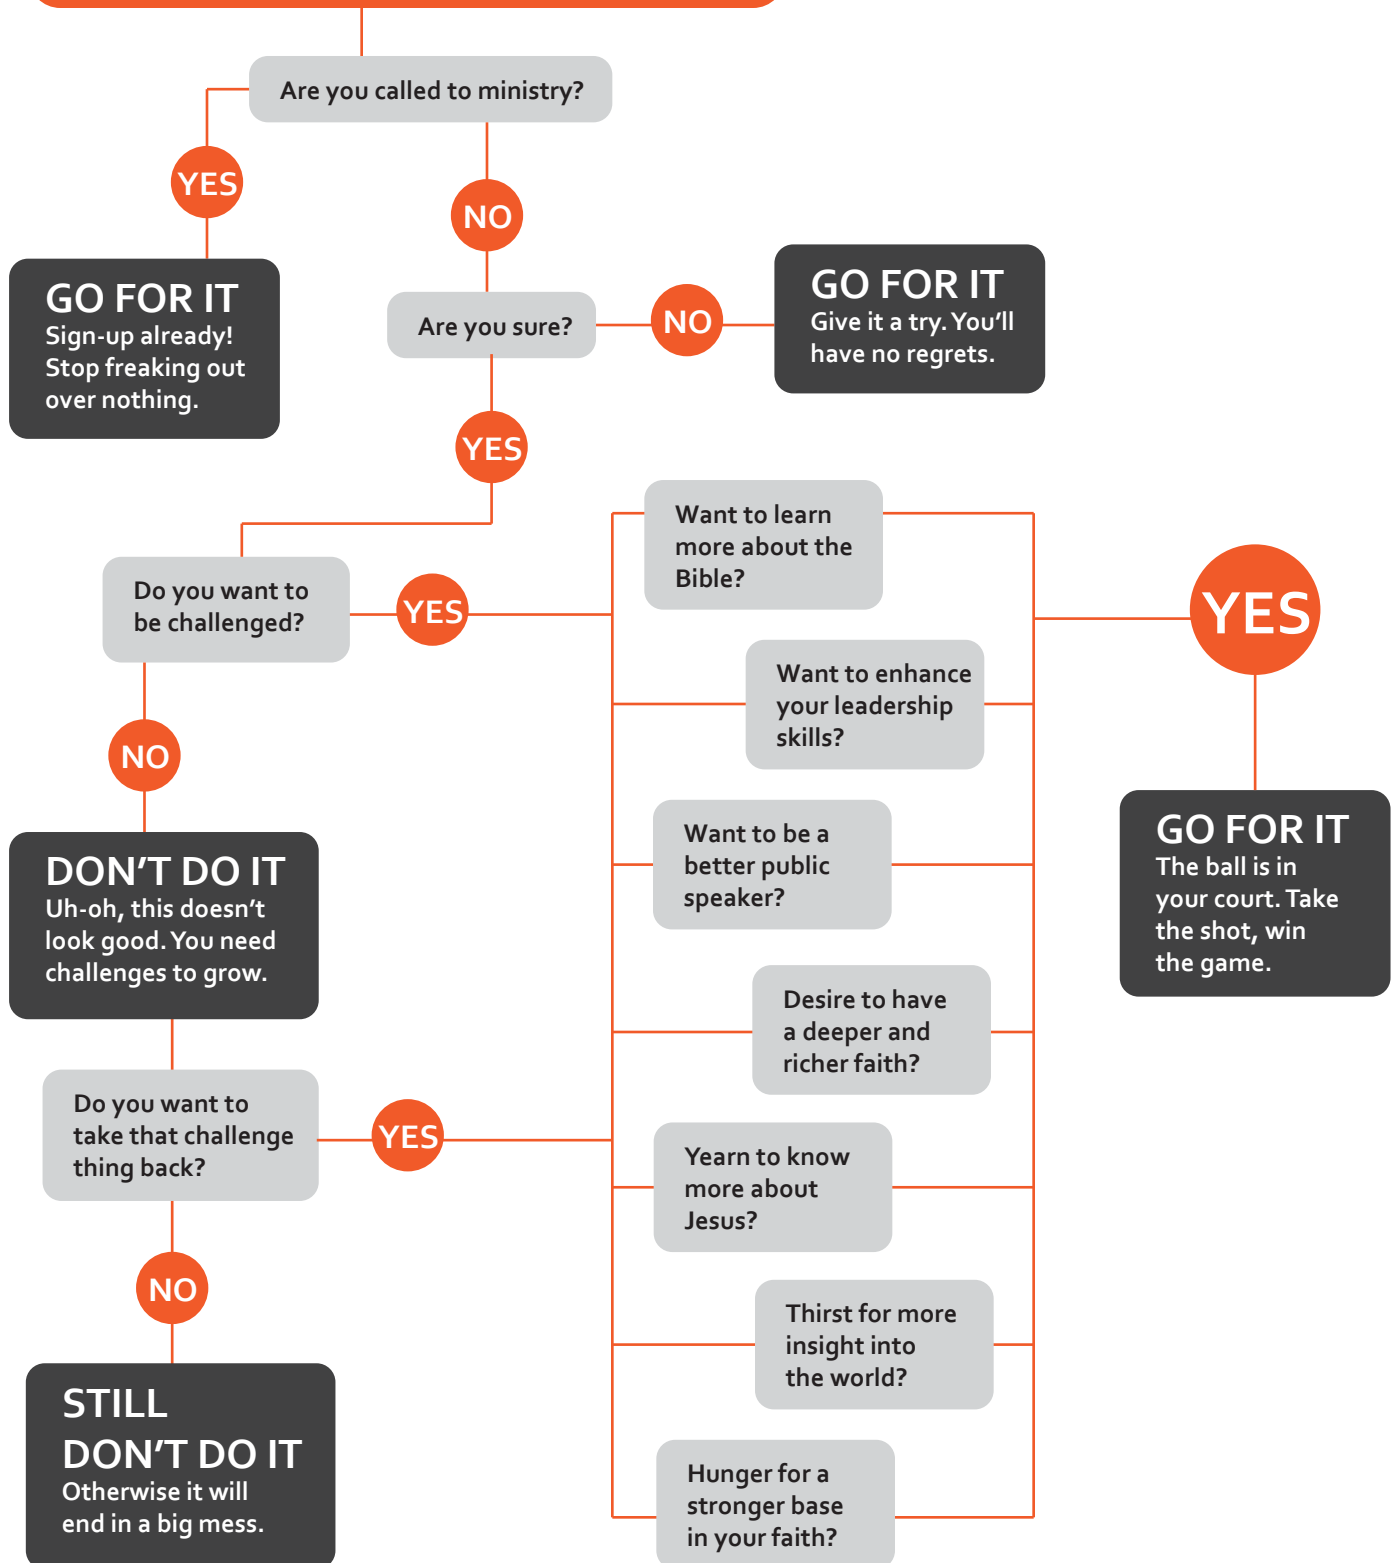 Are you called to ministry?
YES
NO
GO FOR IT
Sign-up already!
Stop freaking out
over nothing.
Are you sure?
NO
GO FOR IT
Give it a try. You’ll
have no regrets.
YES
Do you want to
be challenged?
YES
NO
DON’T DO IT
Uh-oh, this doesn’t
look good. You need
challenges to grow.
Do you want to
take that challenge
thing back?
YES
NO
STILL
DON’T DO IT
Otherwise it will
end in a big mess.
Want to learn
more about the
Bible?
Want to enhance
your leadership
skills?
Want to be a
better public
speaker?
Desire to have
a deeper and
richer faith?
Yearn to know
more about
Jesus?
Thirst for more
insight into
the world?
Hunger for a
stronger base
in your faith?
YES
GO FOR IT
The ball is in
your court. Take
the shot, win
the game.